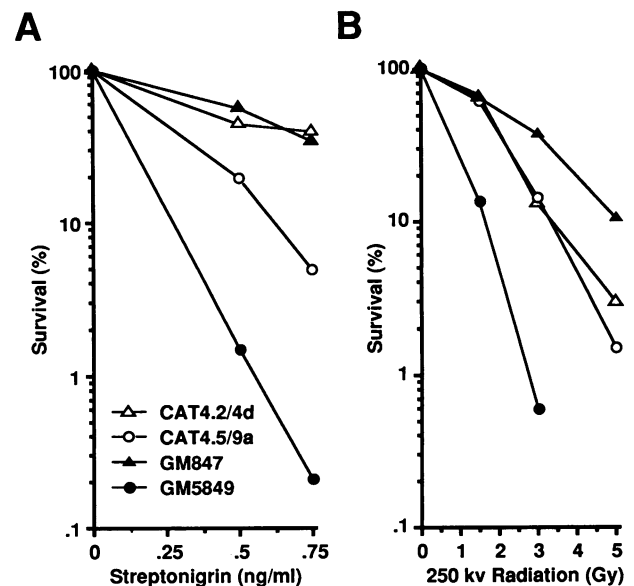 A
100
10
1
.1
Survival (%)
CAT4.2/4d
CAT4.5/9a
GM847
GM5849
0 .25 .5 .75
Streptonigrin (ng/ml)
B
100
10
1
.1
Survival (%)
0 1 2 3 4 5
250 kv Radiation (Gy)